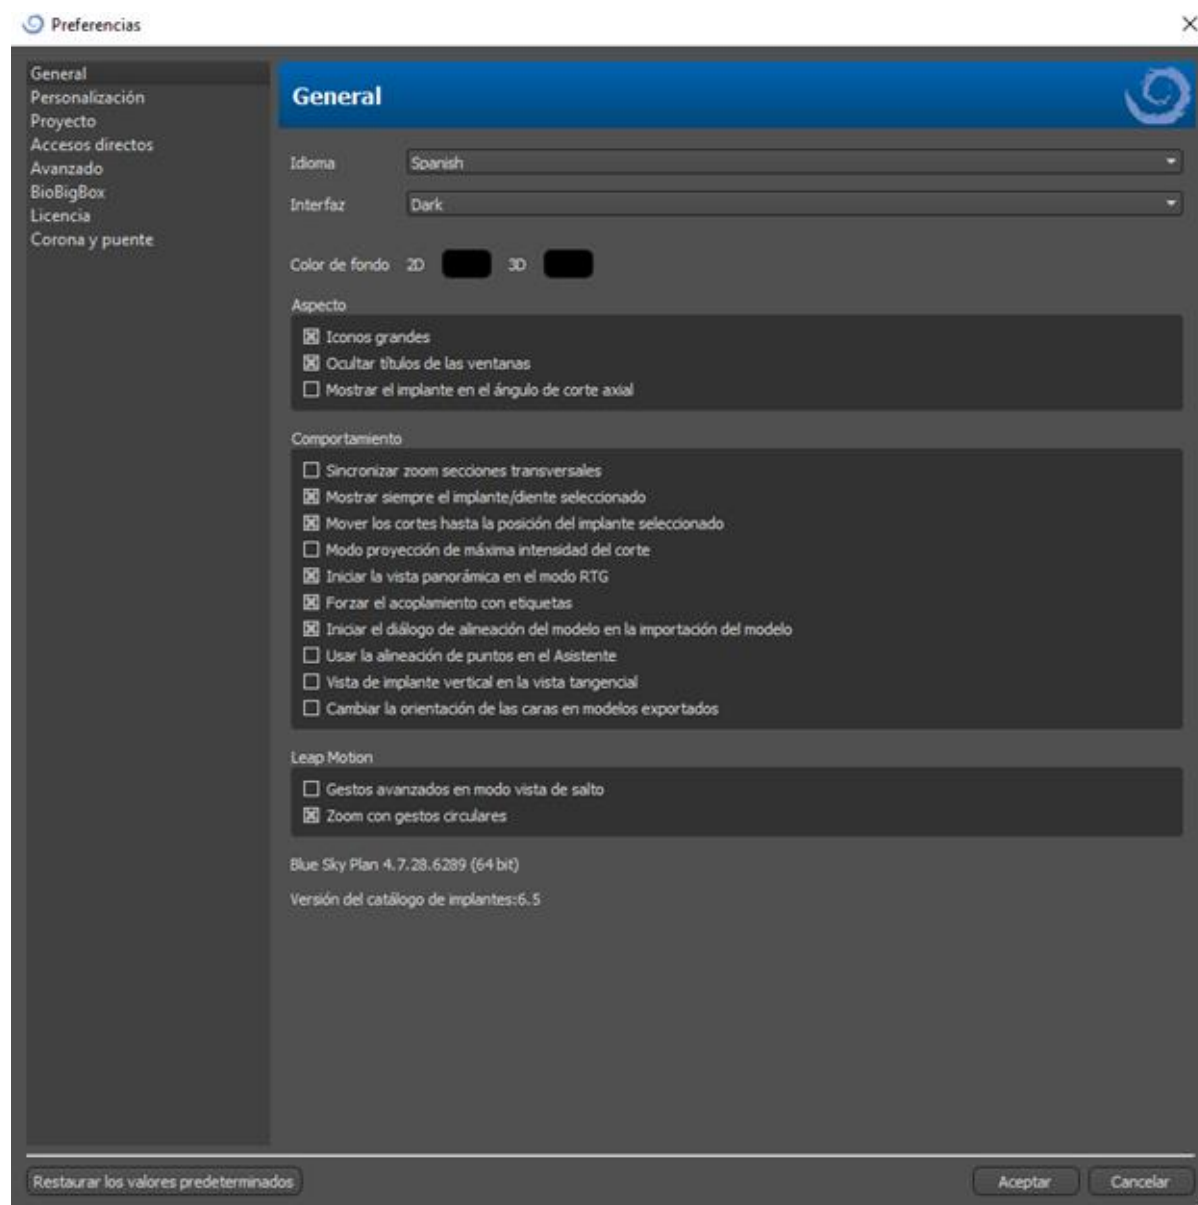 Preferencias
General
Personalización
Proyecto
Accesos directos
Avanzado
BioBigBox
Licencia
Corona y puente
General
Idioma Spanish
Interfaz Dark
Color de fondo 2D 3D
Aspecto
Iconos grandes
Ocultar títulos de las ventanas
Mostrar el implante en el ángulo de corte axial
Comportamiento
Sincronizar zoom secciones transversales
Mostrar siempre el implante/diente seleccionado
Mover los cortes hasta la posición del implante seleccionado
Modo proyección de máxima intensidad del corte
Iniciar la vista panorámica en el modo RTG
Forzar el acoplamiento con etiquetas
Iniciar el diálogo de alineación del modelo en la importación del modelo
Usar la alineación de puntos en el Asistente
Vista de implante vertical en la vista tangencial
Cambiar la orientación de las caras en modelos exportados
Leap Motion
Gestos avanzados en modo vista de salto
Zoom con gestos circulares
Blue Sky Plan 4.7.28.6289 (64 bit)
Versión del catálogo de implantes:6.5
Restaurar los valores predeterminados Aceptar Cancelar